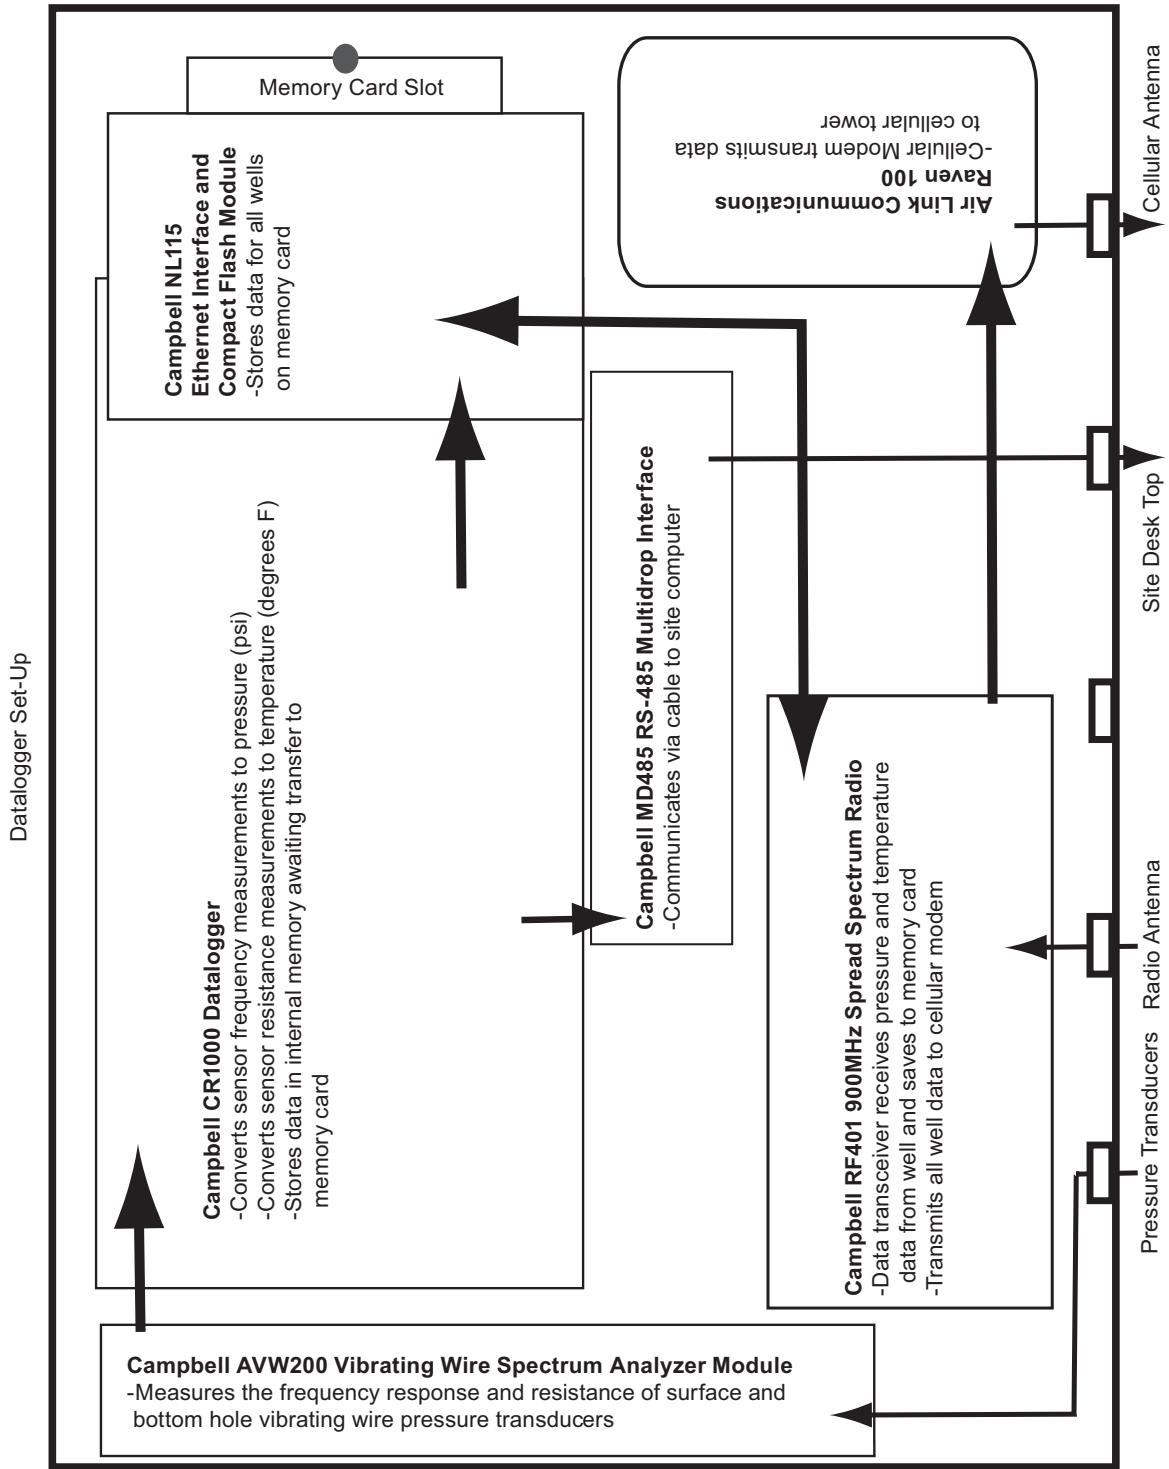 Datalogger Set-Up
Memory Card Slot
Campbell NL115
Ethernet Interface and
Compact Flash Module
-Stores data for all wells
on memory card
Air Link Communications
Raven 100
-Cellular Modem transmits data
to cellular tower
Campbell CR1000 Datalogger
-Converts sensor frequency measurements to pressure (psi)
-Converts sensor resistance measurements to temperature (degrees F)
-Stores data in internal memory awaiting transfer to
memory card
Campbell MD485 RS-485 Multidrop Interface
-Communicates via cable to site computer
Campbell RF401 900MHz Spread Spectrum Radio
-Data transceiver receives pressure and temperature
data from well and saves to memory card
-Transmits all well data to cellular modem
Campbell AVW200 Vibrating Wire Spectrum Analyzer Module
-Measures the frequency response and resistance of surface and
bottom hole vibrating wire pressure transducers
Pressure Transducers
Radio Antenna
Site Desk Top
Cellular Antenna